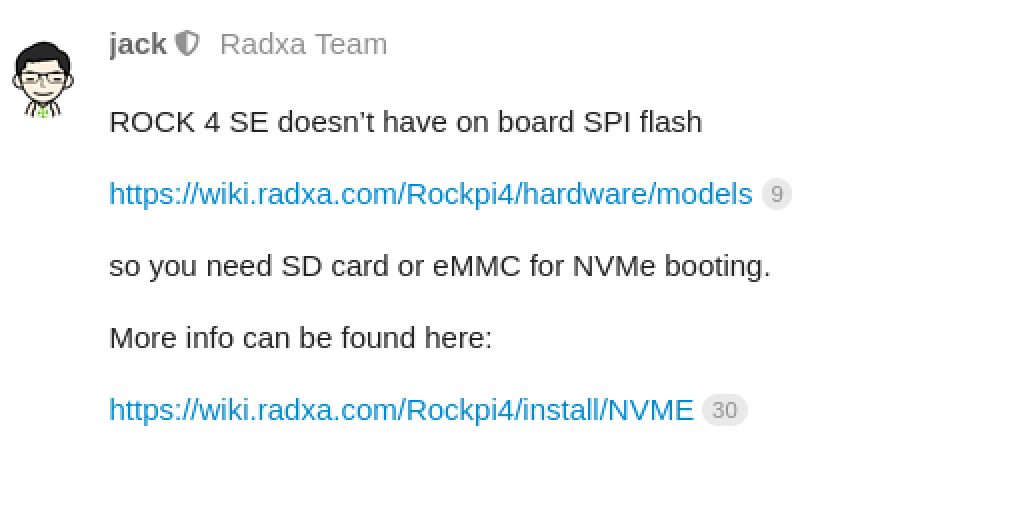 jack Radxa Team
ROCK 4 SE doesn’t have on board SPI flash
https://wiki.radxa.com/Rockpi4/hardware/models 9
so you need SD card or eMMC for NVMe booting.
More info can be found here:
https://wiki.radxa.com/Rockpi4/install/NVME 30